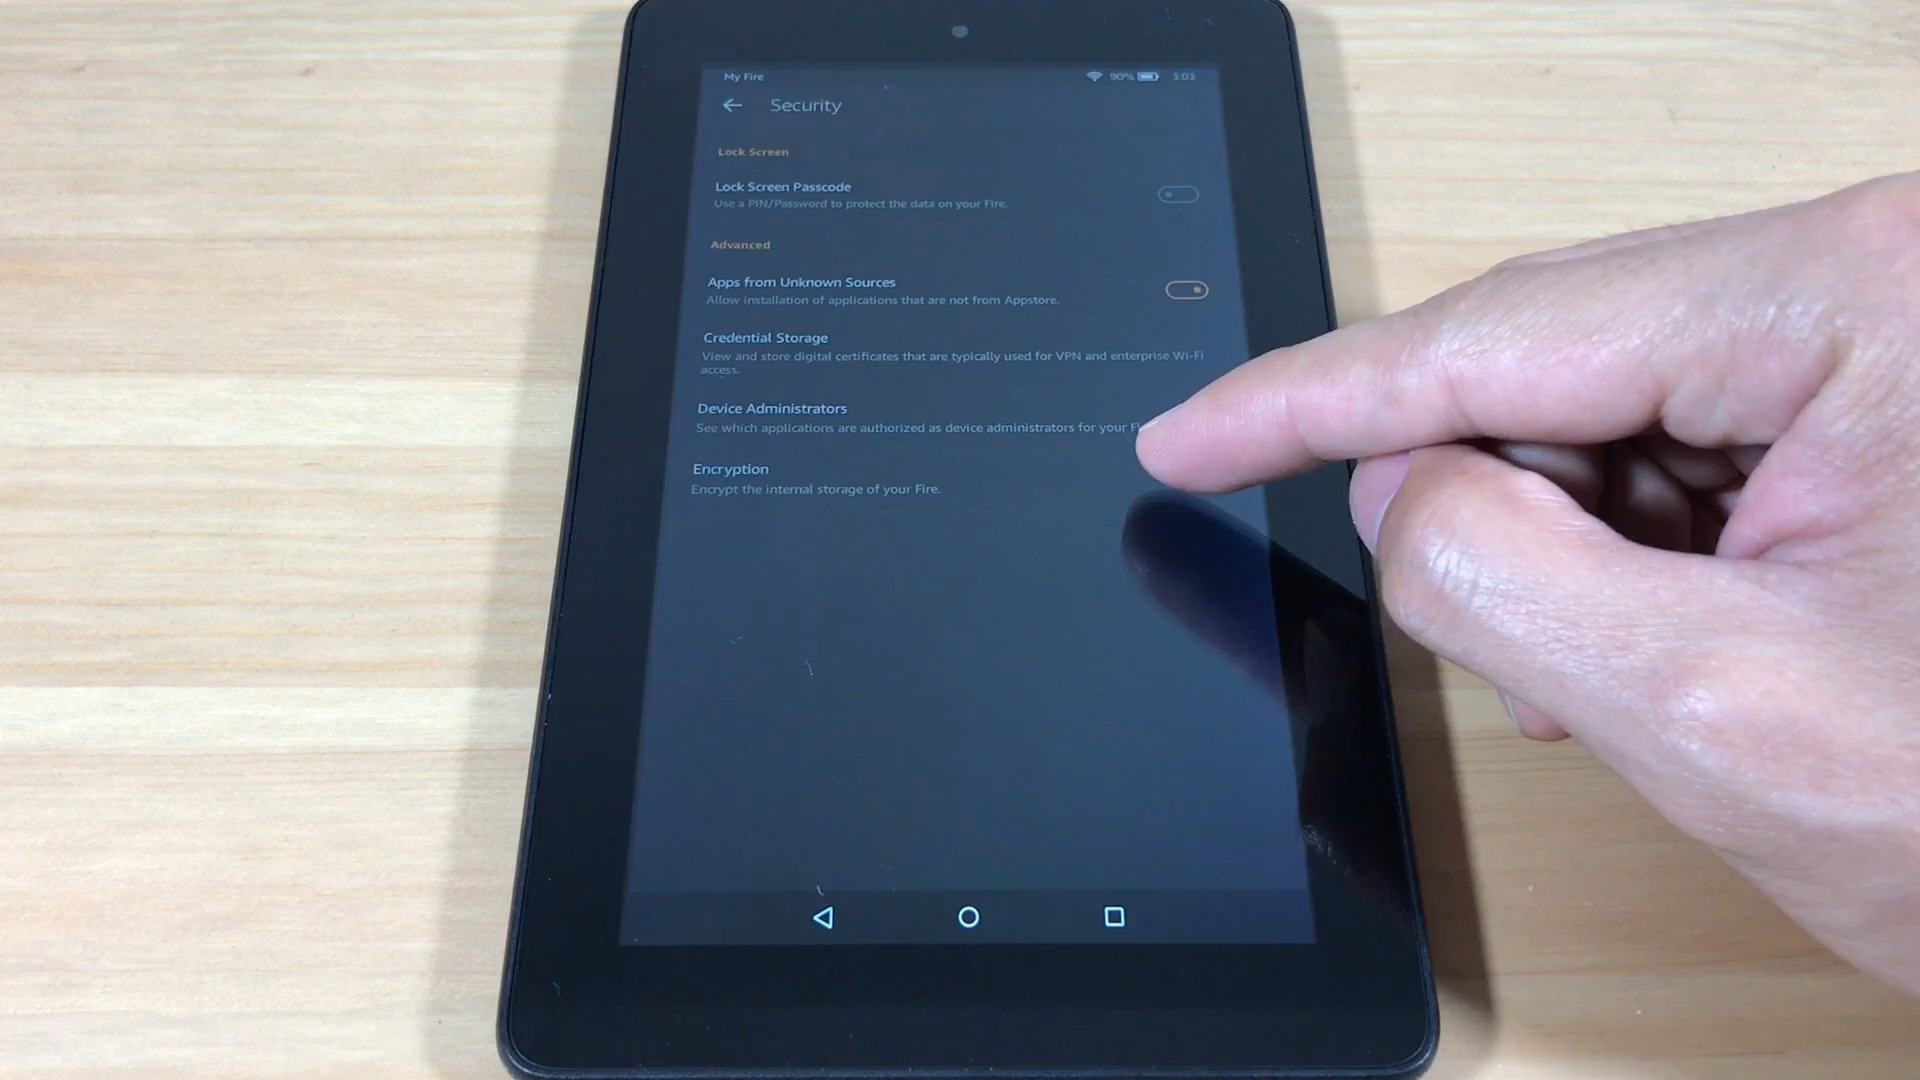 My Fire 90% 3:03
Security
Lock Screen
Lock Screen Passcode
Use a PIN/Password to protect the data on your Fire.
Advanced
Apps from Unknown Sources
Allow installation of applications that are not from Appstore.
Credential Storage
View and store digital certificates that are typically used for VPN and enterprise Wi-Fi
access.
Device Administrators
See which applications are authorized as device administrators for your
Encryption
Encrypt the internal storage of your Fire.